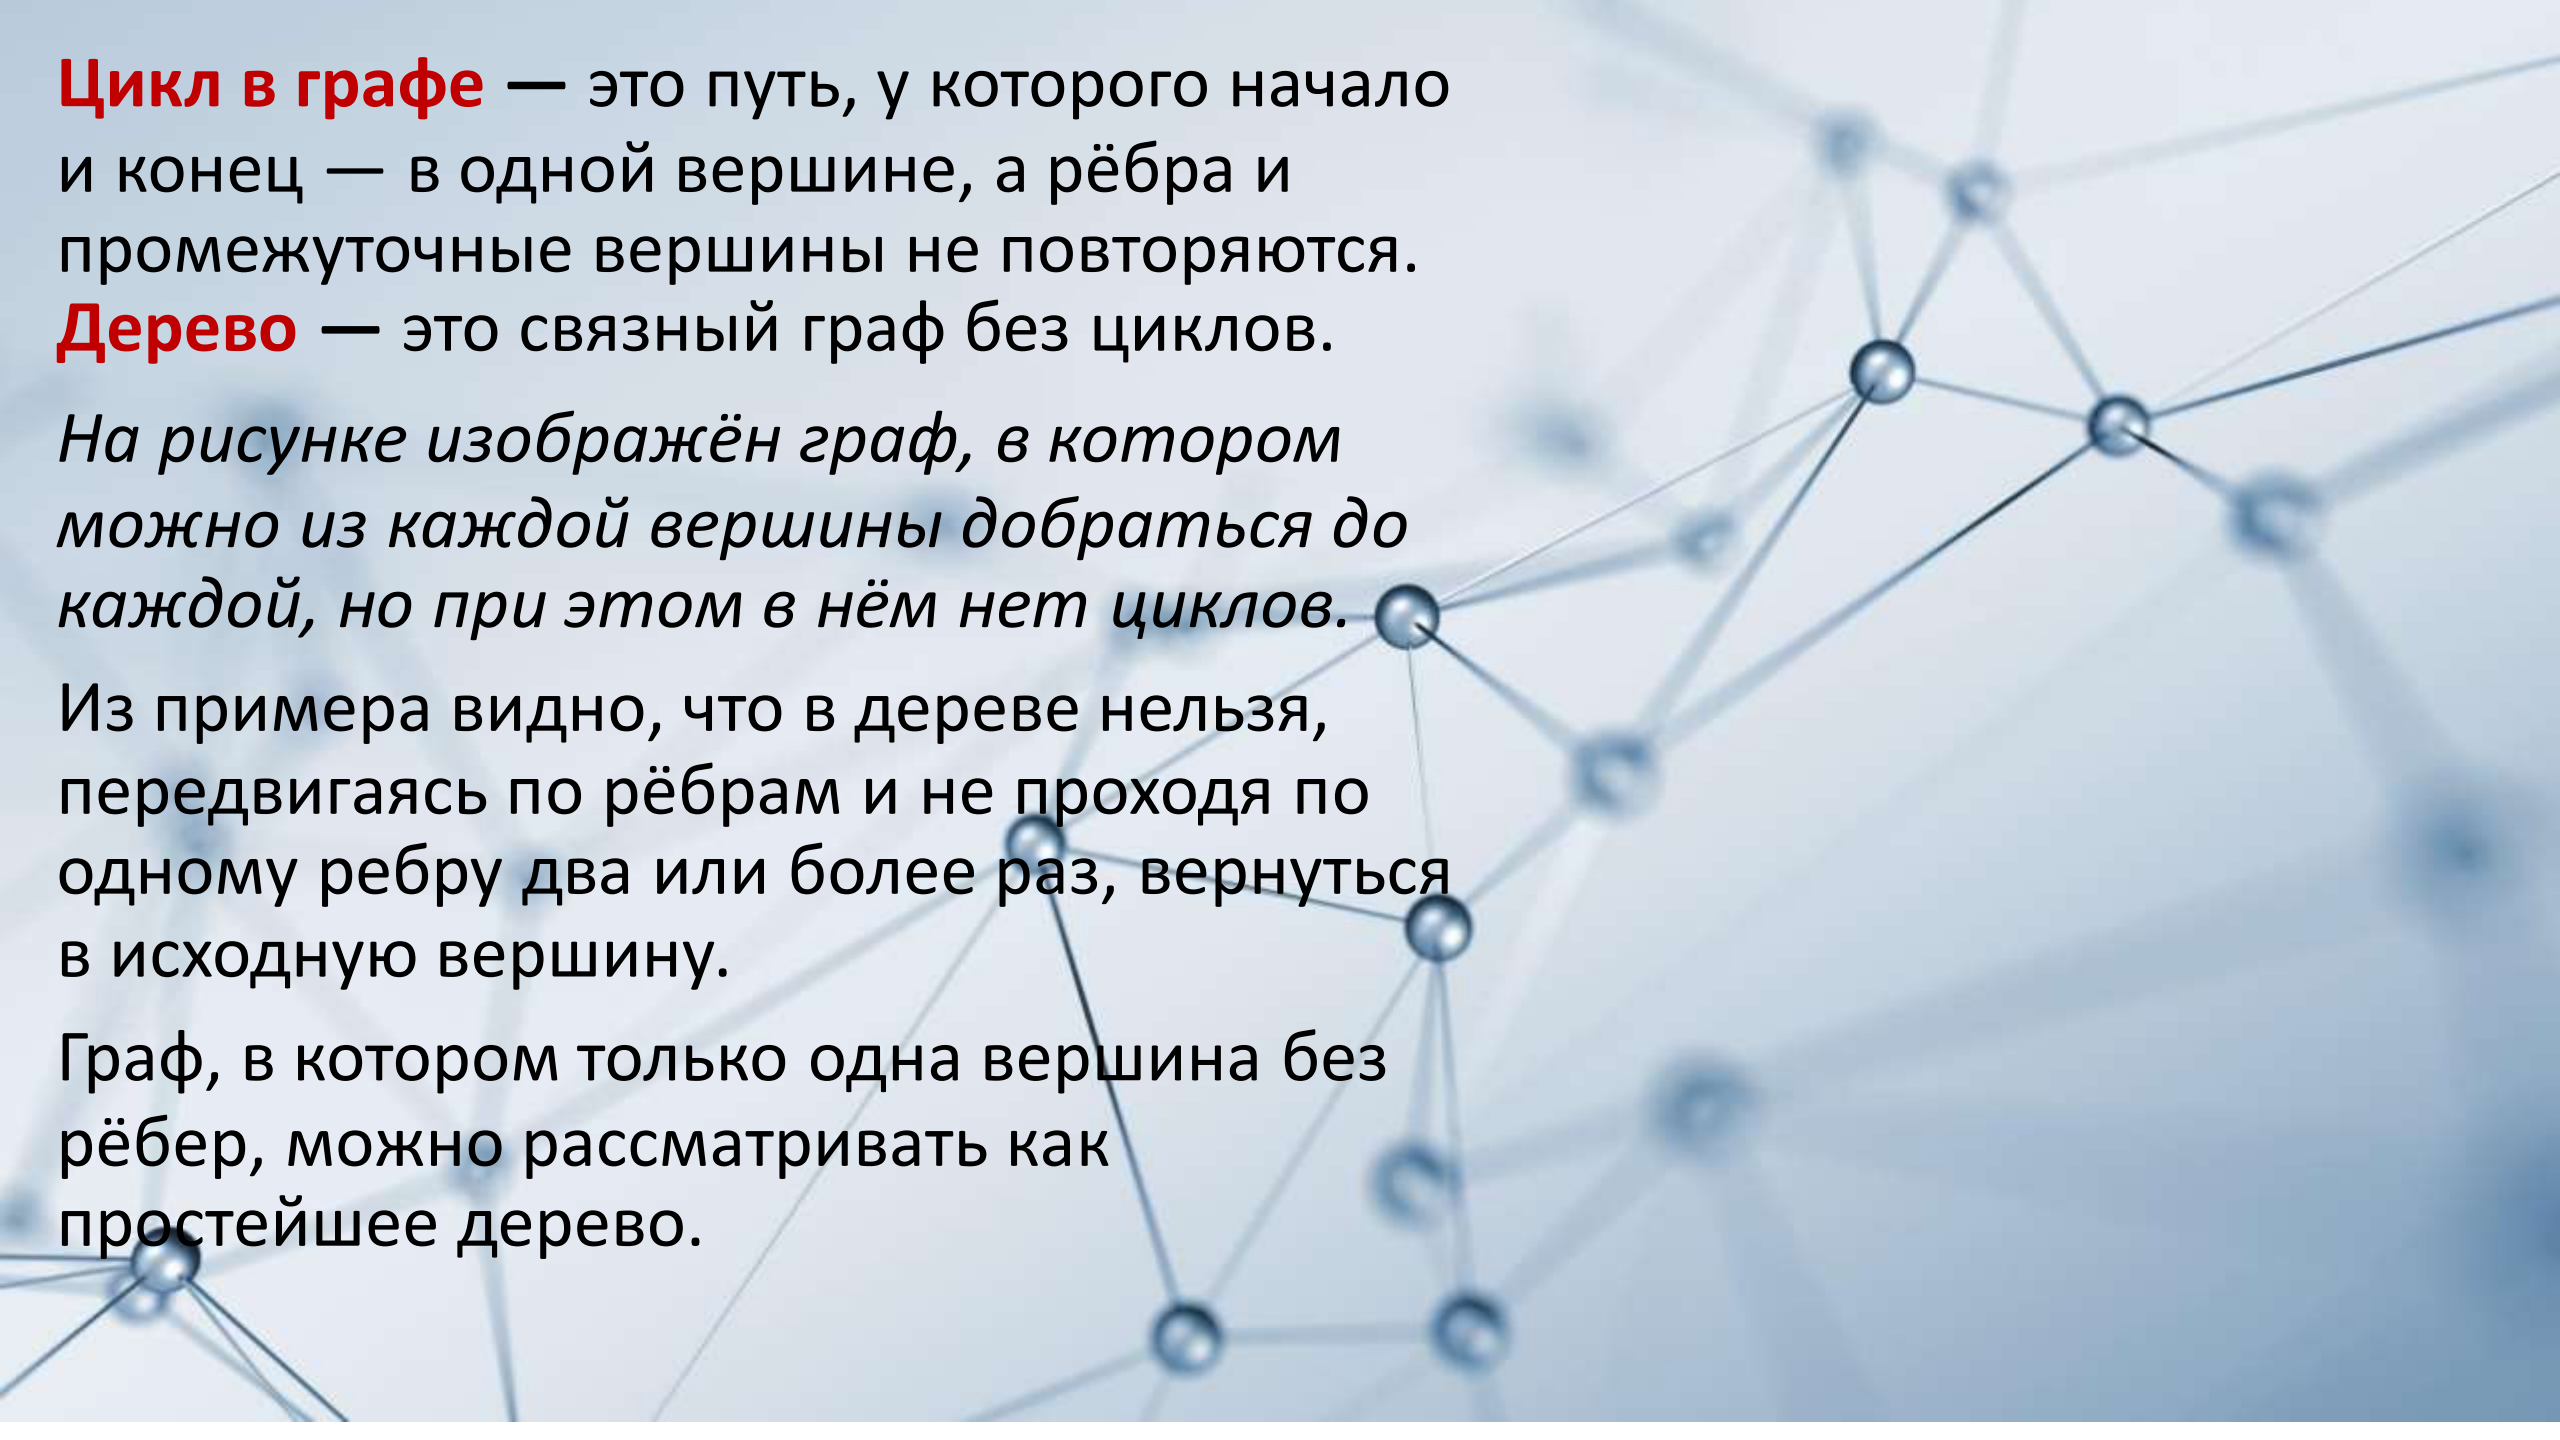 Цикл в графе — это путь, у которого начало
и конец — в одной вершине, а рёбра и
промежуточные вершины не повторяются.
Дерево — это связный граф без циклов.
На рисунке изображён граф, в котором
можно из каждой вершины добраться до
каждой, но при этом в нём нет циклов.
Из примера видно, что в дереве нельзя,
передвигаясь по рёбрам и не проходя по
одному ребру два или более раз, вернуться
в исходную вершину.
Граф, в котором только одна вершина без
рёбер, можно рассматривать как
простейшее дерево.